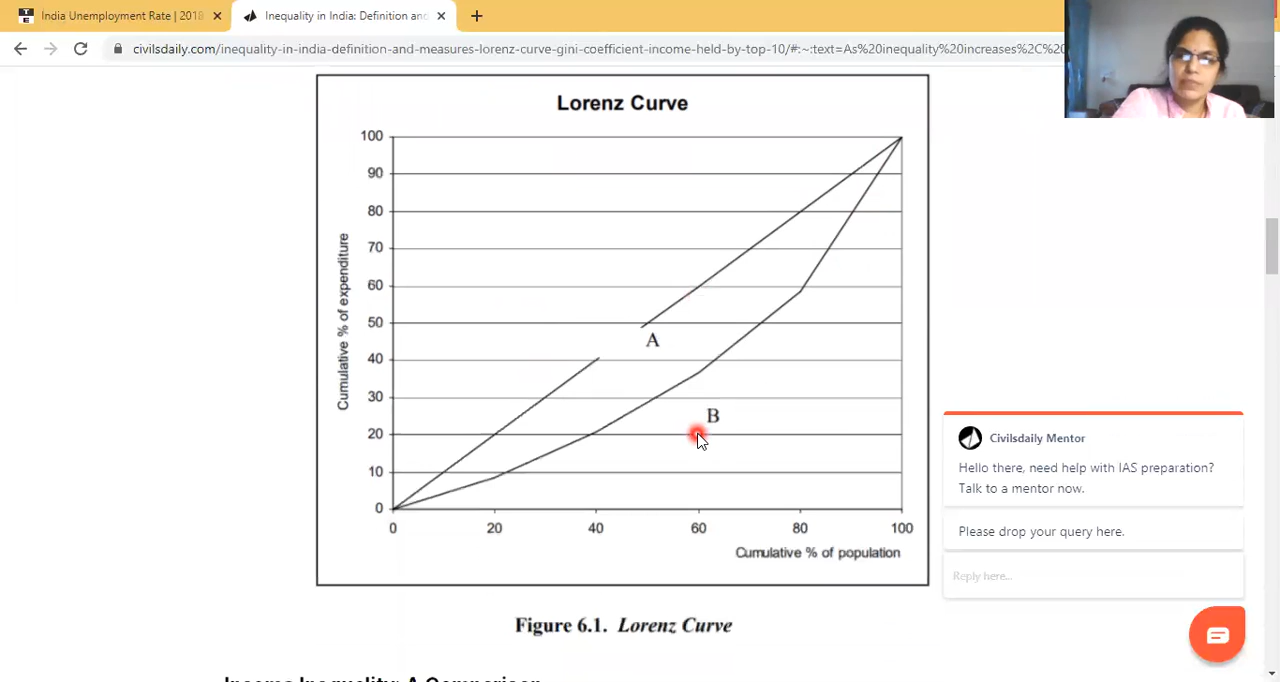 India Unemployment Rate | 2018
Inequality in India: Definition and
civilsdaily.com/inequality-in-india-definition-and-measures-lorenz-curve-gini-coefficient-income-held-by-top-10/#:~:text=As%20inequality%20increases%2C%20
Lorenz Curve
100
90
80
70
60
50
40
30
20
10
0
Cumulative % of expenditure
A
B
0 20 40 60 80 100
Cumulative % of population
Figure 6.1. Lorenz Curve
Income Inequality: A Comparison
Civilsdaily Mentor
Hello there, need help with IAS preparation?
Talk to a mentor now.
Please drop your query here.
Reply here...